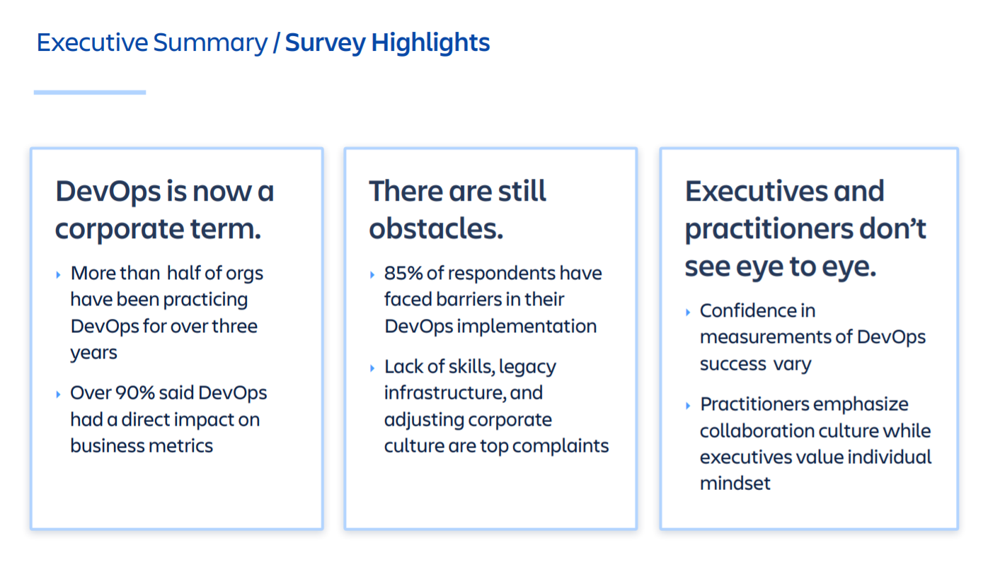 Executive Summary / Survey Highlights
DevOps is now a
corporate term.
More than half of orgs
have been practicing
DevOps for over three
years
Over 90% said DevOps
had a direct impact on
business metrics
There are still
obstacles.
85% of respondents have
faced barriers in their
DevOps implementation
Lack of skills, legacy
infrastructure, and
adjusting corporate
culture are top complaints
Executives and
practitioners don’t
see eye to eye.
Confidence in
measurements of DevOps
success vary
Practitioners emphasize
collaboration culture while
executives value individual
mindset